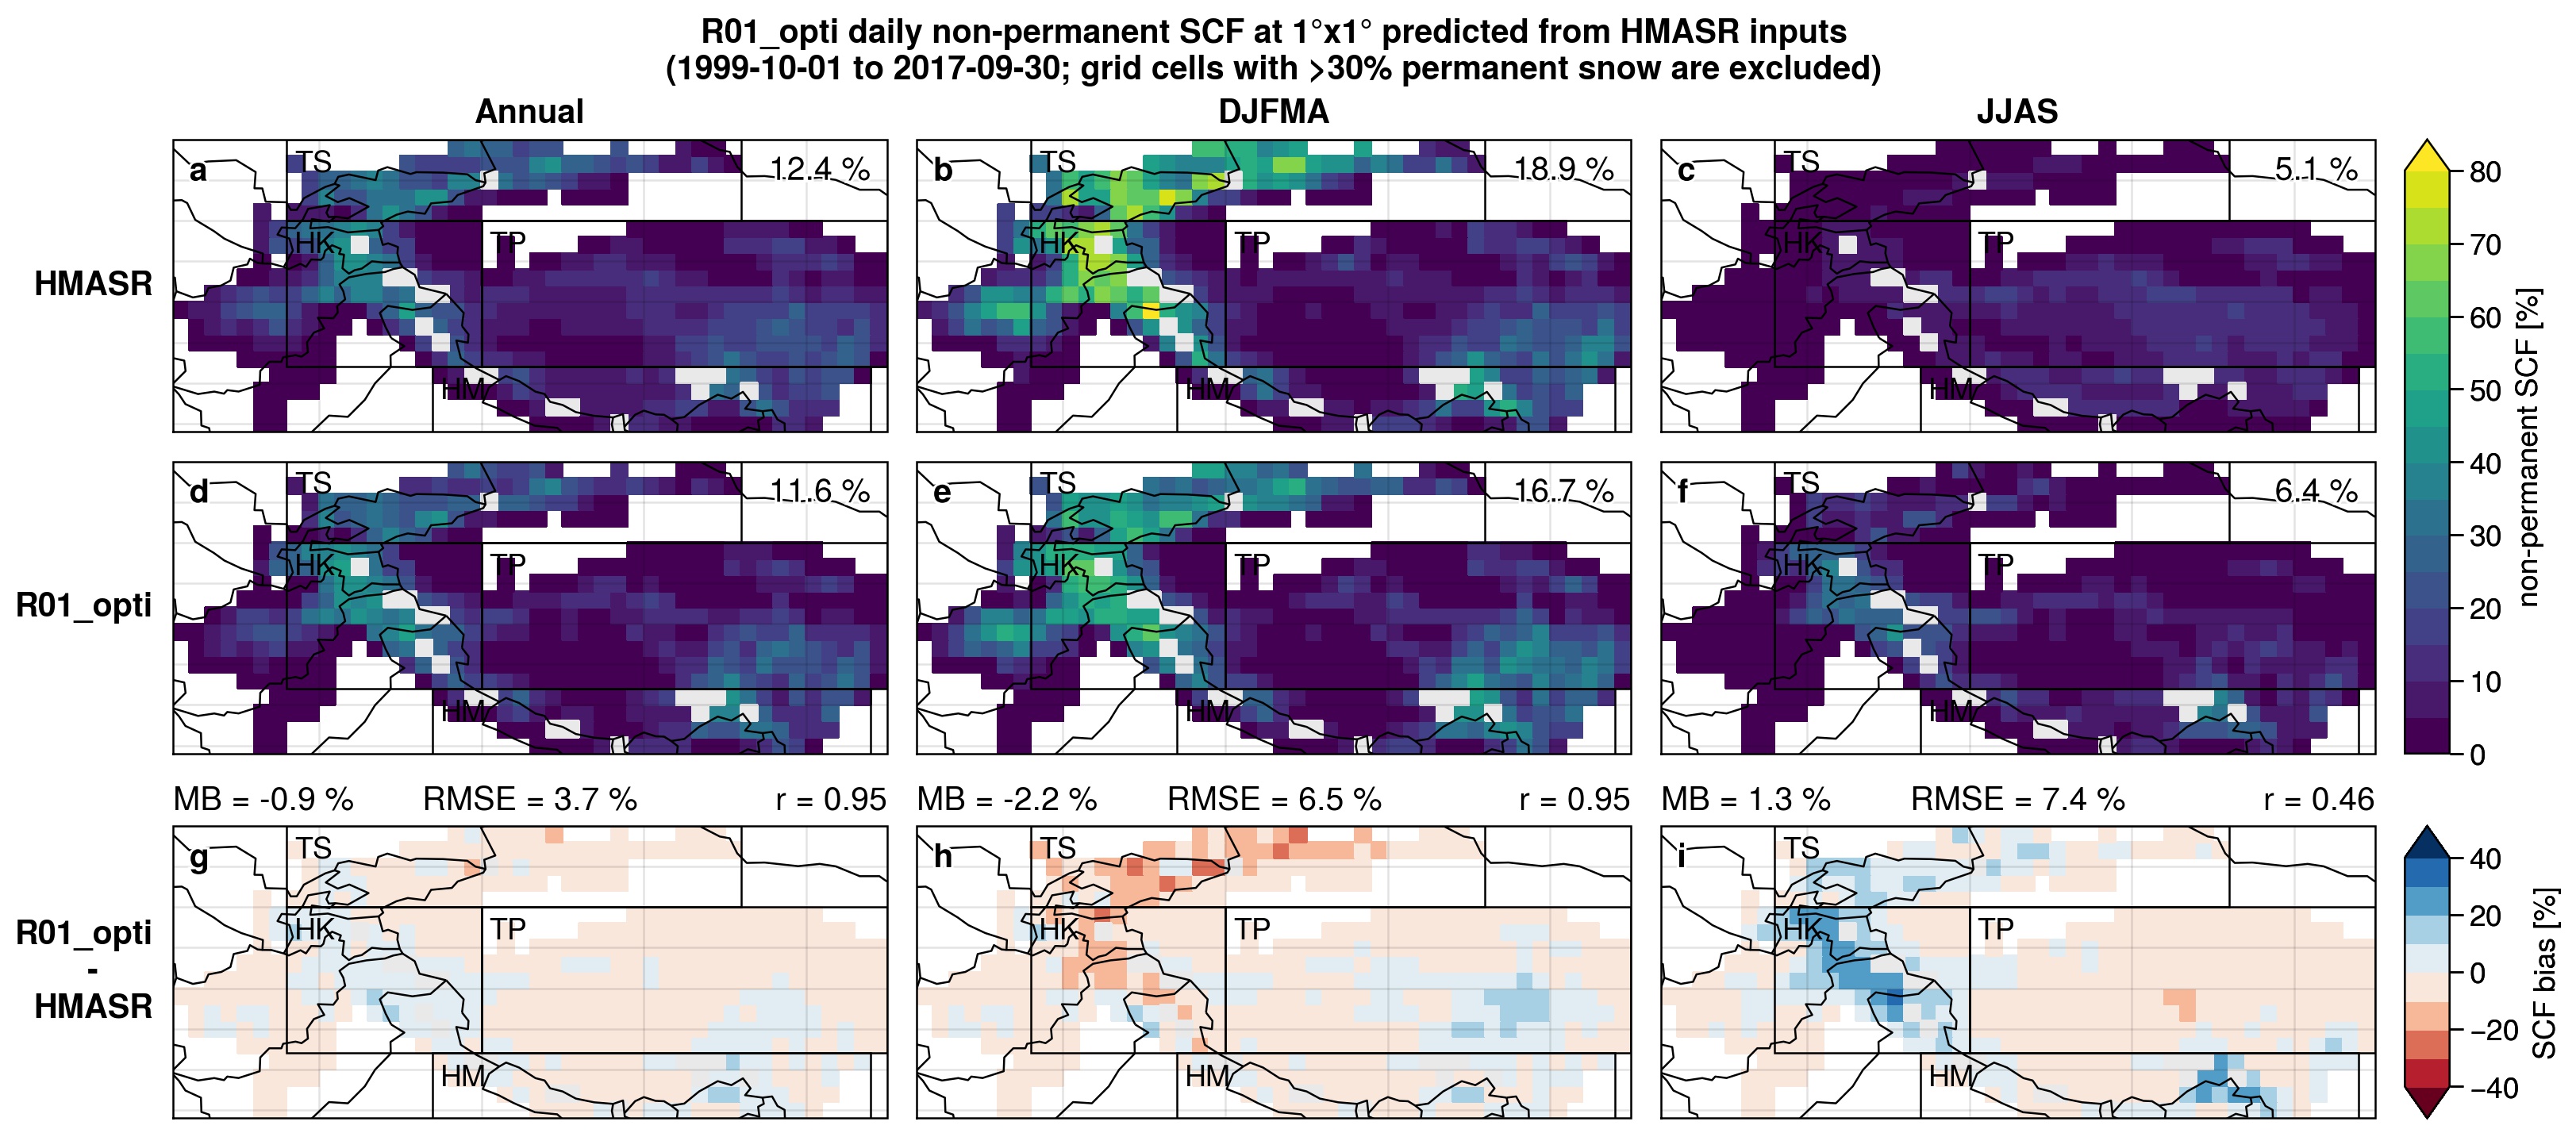 R01_opti daily non-permanent SCF at 1°x1° predicted from HMASR inputs
(1999-10-01 to 2017-09-30; grid cells with >30% permanent snow are excluded)
Annual
DJFMA
JJAS
HMASR
a
TS
12.4 %
HK
TP
HM
b
TS
18.9 %
HK
TP
HM
c
TS
5.1 %
HK
TP
HM
R01_opti
d
TS
11.6 %
HK
TP
HM
e
TS
16.7 %
HK
TP
HM
f
TS
6.4 %
HK
TP
HM
80
70
60
50
40
30
20
10
0
non-permanent SCF [%]
MB = -0.9 % RMSE = 3.7 % r = 0.95
MB = -2.2 % RMSE = 6.5 % r = 0.95
MB = 1.3 % RMSE = 7.4 % r = 0.46
R01_opti
-
HMASR
g
TS
HK
TP
HM
h
TS
HK
TP
HM
i
TS
HK
TP
HM
40
20
0
−20
−40
SCF bias [%]